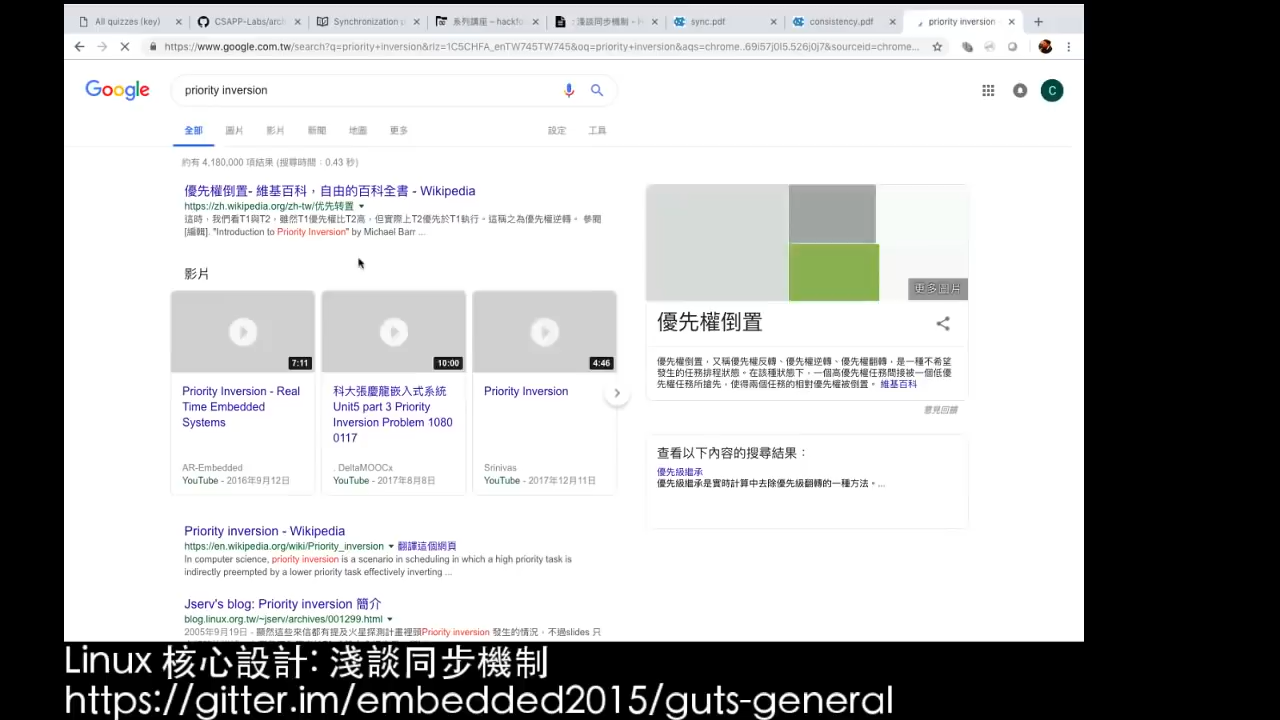 All quizzes (key)
CSAPP-Labs/arc
Synchronization p
系列講座 – hackfo
: 淺談同步機制 - H
sync.pdf
consistency.pdf
priority inversion
https://www.google.com.tw/search?q=priority+inversion&rlz=1C5CHFA_enTW745TW745&oq=priority+inversion&aqs=chrome..69i57j0l5.526j0j7&sourceid=chrome...
Google
priority inversion
C
全部 圖片 影片 新聞 地圖 更多 設定 工具
約有 4,180,000 項結果 (搜尋時間：0.43 秒)
優先權倒置- 維基百科，自由的百科全書 - Wikipedia
https://zh.wikipedia.org/zh-tw/优先转置
這時，我們看T1與T2，雖然T1優先權比T2高，但實際上T2優先於T1執行。這稱之為優先權逆轉。 參閱
[編輯]. "Introduction to Priority Inversion" by Michael Barr ...
影片
7:11
10:00
4:46
Priority Inversion - Real
Time Embedded
Systems
AR-Embedded
YouTube - 2016年9月12日
科大張慶龍嵌入式系統
Unit5 part 3 Priority
Inversion Problem 1080
0117
. DeltaMOOCx
YouTube - 2017年8月8日
Priority Inversion
Srinivas
YouTube - 2017年12月11日
Priority inversion - Wikipedia
https://en.wikipedia.org/wiki/Priority_inversion 翻譯這個網頁
In computer science, priority inversion is a scenario in scheduling in which a high priority task is
indirectly preempted by a lower priority task effectively inverting ...
Jserv's blog: Priority inversion 簡介
blog.linux.org.tw/~jserv/archives/001299.html
2005年9月19日 - 顯然這些來信都有提及火星探測計畫裡頭Priority inversion 發生的情況，不過slides 只
更多圖片
優先權倒置
優先權倒置，又稱優先權反轉、優先權逆轉、優先權翻轉，是一種不希望
發生的任務排程狀態。在該種狀態下，一個高優先權任務間接被一個低優
先權任務所搶先，使得兩個任務的相對優先權被倒置。 維基百科
意見回饋
查看以下內容的搜尋結果：
優先級繼承
優先級繼承是實時計算中去除優先級翻轉的一種方法。...
Linux 核心設計: 淺談同步機制
https://gitter.im/embedded2015/guts-general